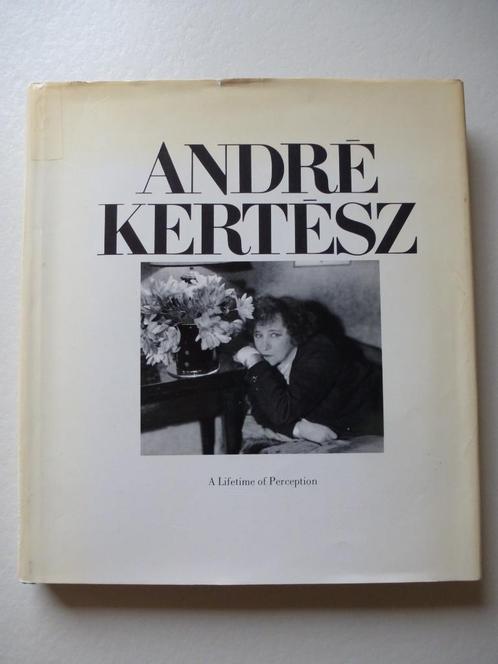 ANDRÉ
KERTÉSZ
A Lifetime of Perception